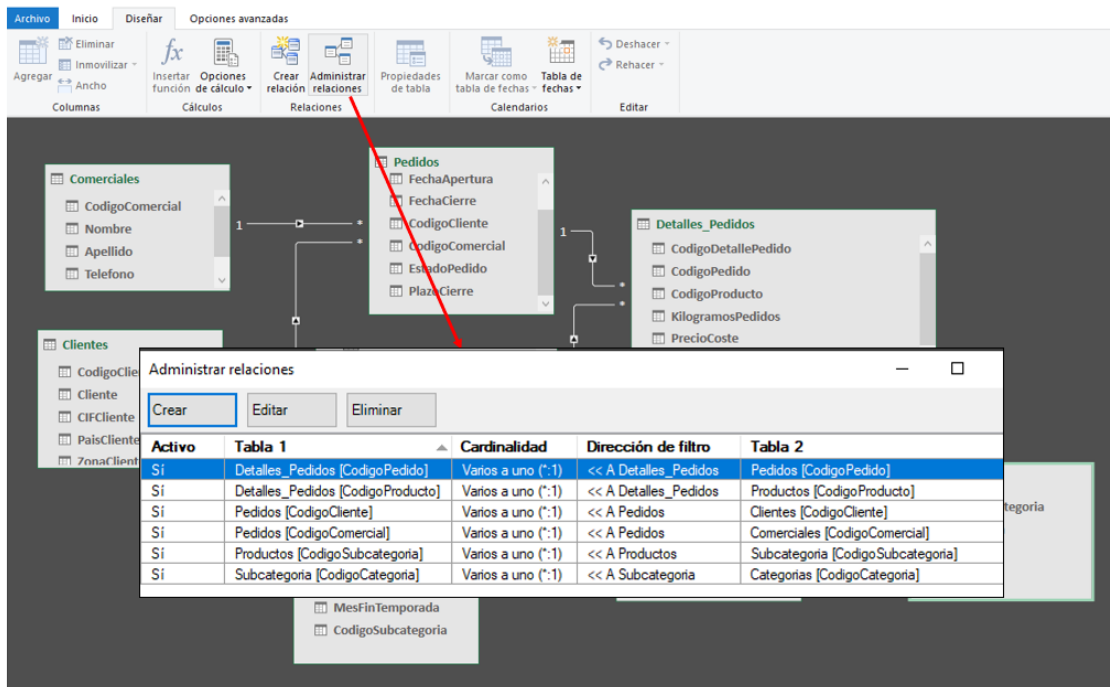 Archivo Inicio Diseñar Opciones avanzadas
Agregar
Eliminar
Inmovilizar
Ancho
Columnas
fx
Insertar función
Opciones de cálculo
Cálculos
Crear relación
Administrar relaciones
Relaciones
Propiedades de tabla
Marcar como tabla de fechas
Tabla de fechas
Calendarios
Deshacer
Rehacer
Editar
Comerciales
CodigoComercial
Nombre
Apellido
Telefono
1
*
*
Pedidos
FechaApertura
FechaCierre
CodigoCliente
CodigoComercial
EstadoPedido
PlazoCierre
1
*
*
Detalles_Pedidos
CodigoDetallePedido
CodigoPedido
CodigoProducto
KilogramosPedidos
PrecioCoste
Clientes
CodigoClie
Cliente
CIFCliente
PaisCliente
ZonaClient
Administrar relaciones
Crear Editar Eliminar
Activo Tabla 1 Cardinalidad Dirección de filtro Tabla 2
Sí Detalles_Pedidos [CodigoPedido] Varios a uno (*:1) << A Detalles_Pedidos Pedidos [CodigoPedido]
Sí Detalles_Pedidos [CodigoProducto] Varios a uno (*:1) << A Detalles_Pedidos Productos [CodigoProducto]
Sí Pedidos [CodigoCliente] Varios a uno (*:1) << A Pedidos Clientes [CodigoCliente]
Sí Pedidos [CodigoComercial] Varios a uno (*:1) << A Pedidos Comerciales [CodigoComercial]
Sí Productos [CodigoSubcategoria] Varios a uno (*:1) << A Productos Subcategoria [CodigoSubcategoria]
Sí Subcategoria [CodigoCategoria] Varios a uno (*:1) << A Subcategoria Categorias [CodigoCategoria]
tegoria
MesFinTemporada
CodigoSubcategoria